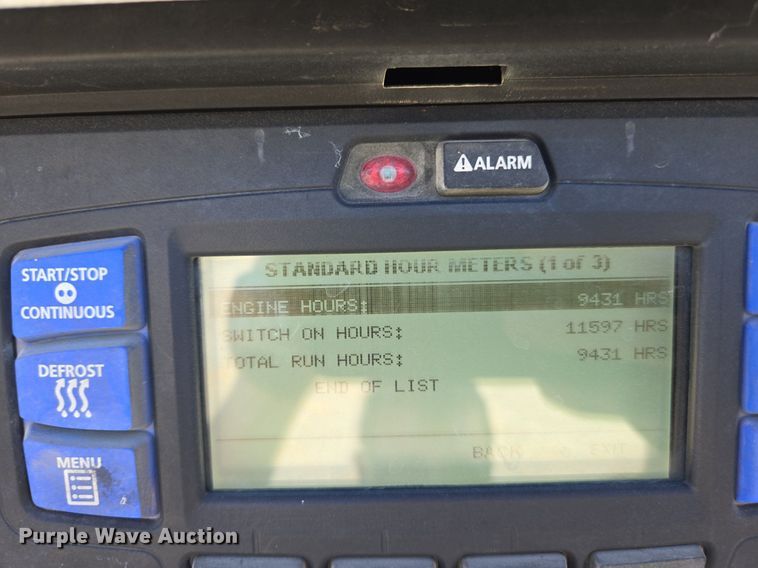 ALARM
START/STOP
CONTINUOUS
DEFROST
MENU
STANDARD HOUR METERS (1 of 3)
ENGINE HOURS: 9431 HRS
SWITCH ON HOURS: 11597 HRS
TOTAL RUN HOURS: 9431 HRS
END OF LIST
BACK EXIT
Purple Wave Auction®